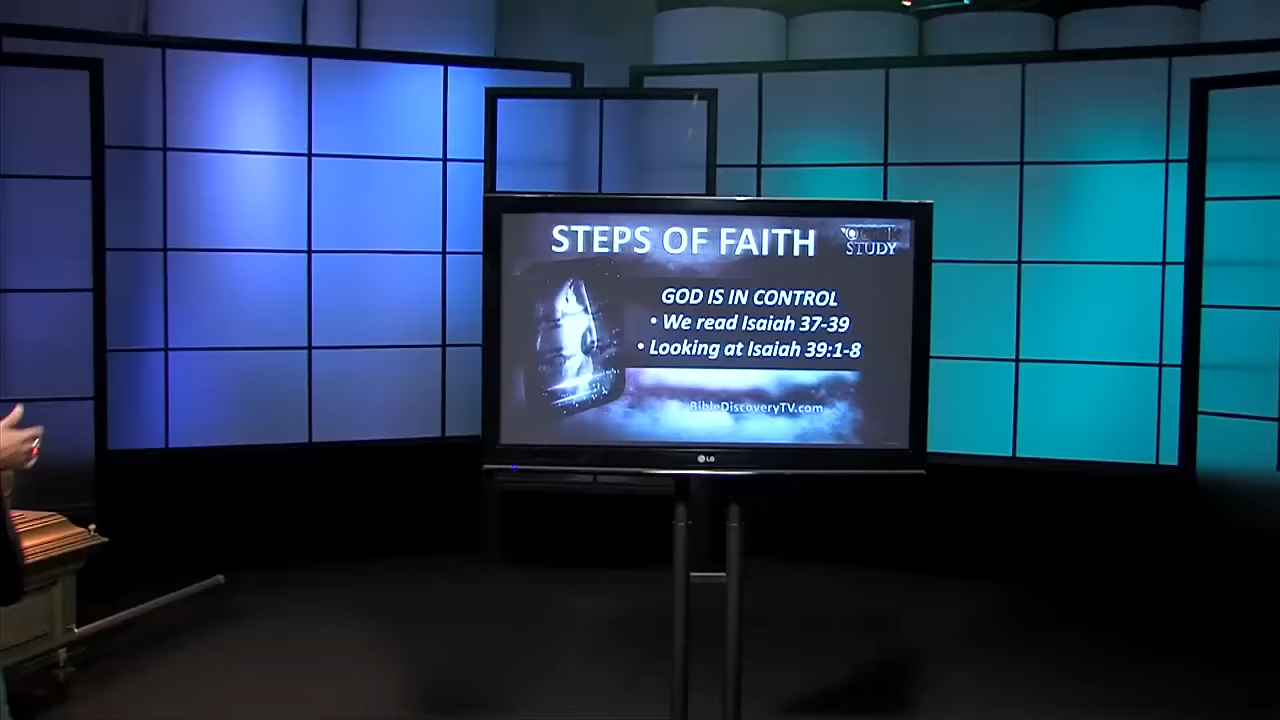 STEPS OF FAITH
STUDY
GOD IS IN CONTROL
• We read Isaiah 37-39
• Looking at Isaiah 39:1-8
BibleDiscoveryTV.com
LG